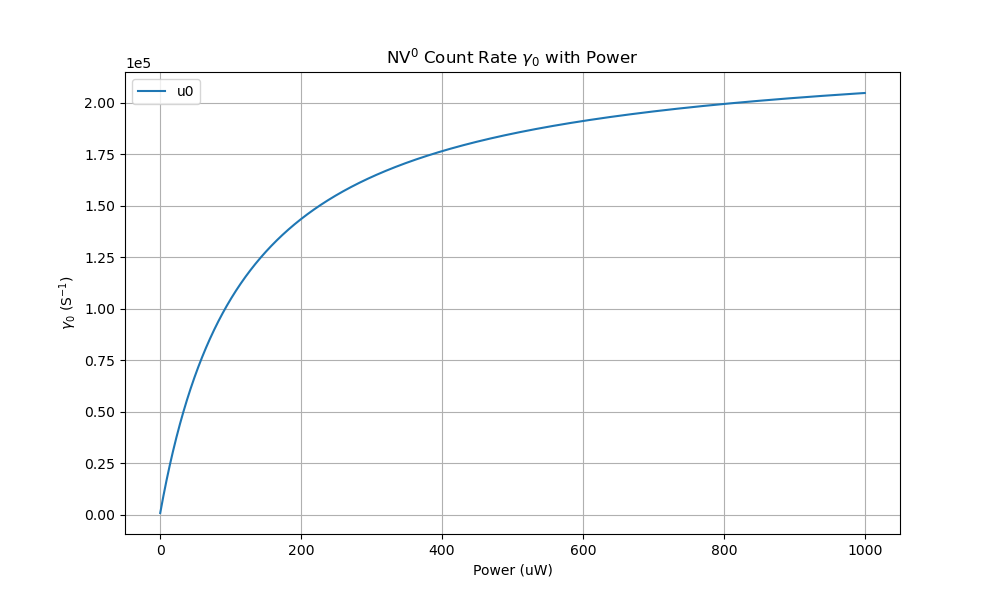 NV⁰ Count Rate γ₀ with Power
1e5
u0
2.00
1.75
1.50
1.25
1.00
0.75
0.50
0.25
0.00
γ₀ (S⁻¹)
0 200 400 600 800 1000
Power (uW)